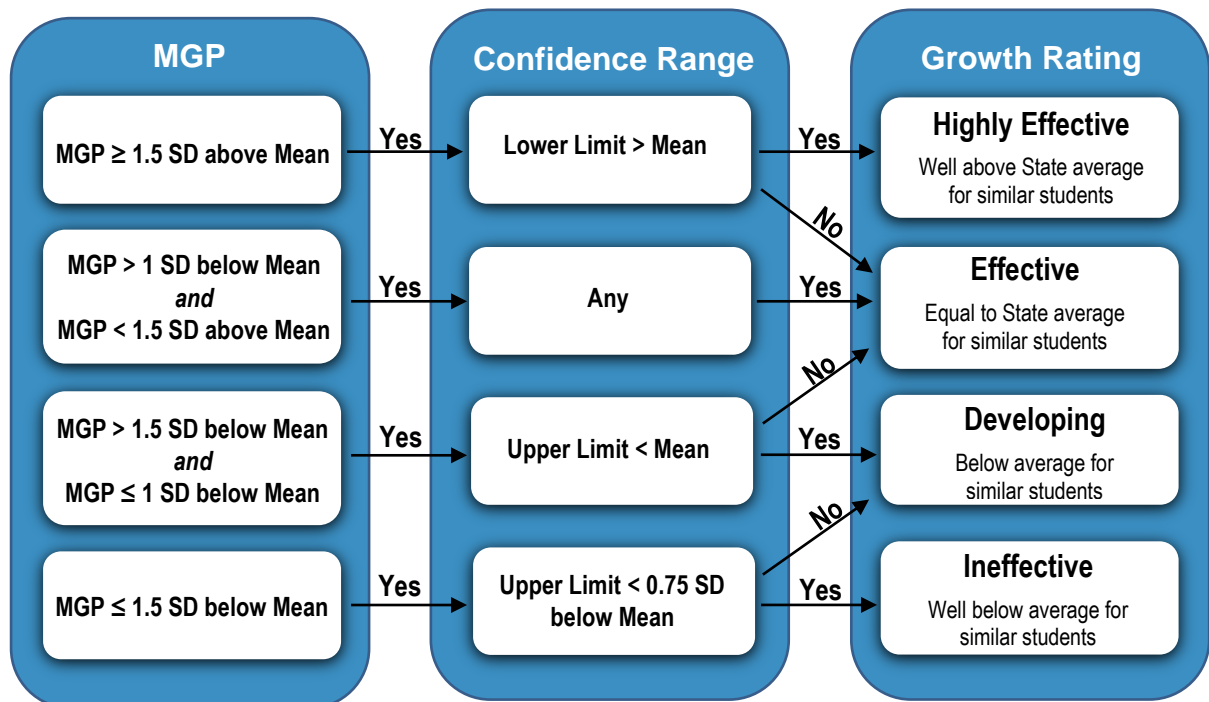 MGP
Confidence Range
Growth Rating
MGP ≥ 1.5 SD above Mean
Yes
Lower Limit > Mean
Yes
Highly Effective
Well above State average
for similar students
No
MGP > 1 SD below Mean
and
MGP < 1.5 SD above Mean
Yes
Any
Yes
Effective
Equal to State average
for similar students
No
MGP > 1.5 SD below Mean
and
MGP ≤ 1 SD below Mean
Yes
Upper Limit < Mean
Yes
Developing
Below average for
similar students
No
MGP ≤ 1.5 SD below Mean
Yes
Upper Limit < 0.75 SD
below Mean
Yes
Ineffective
Well below average for
similar students